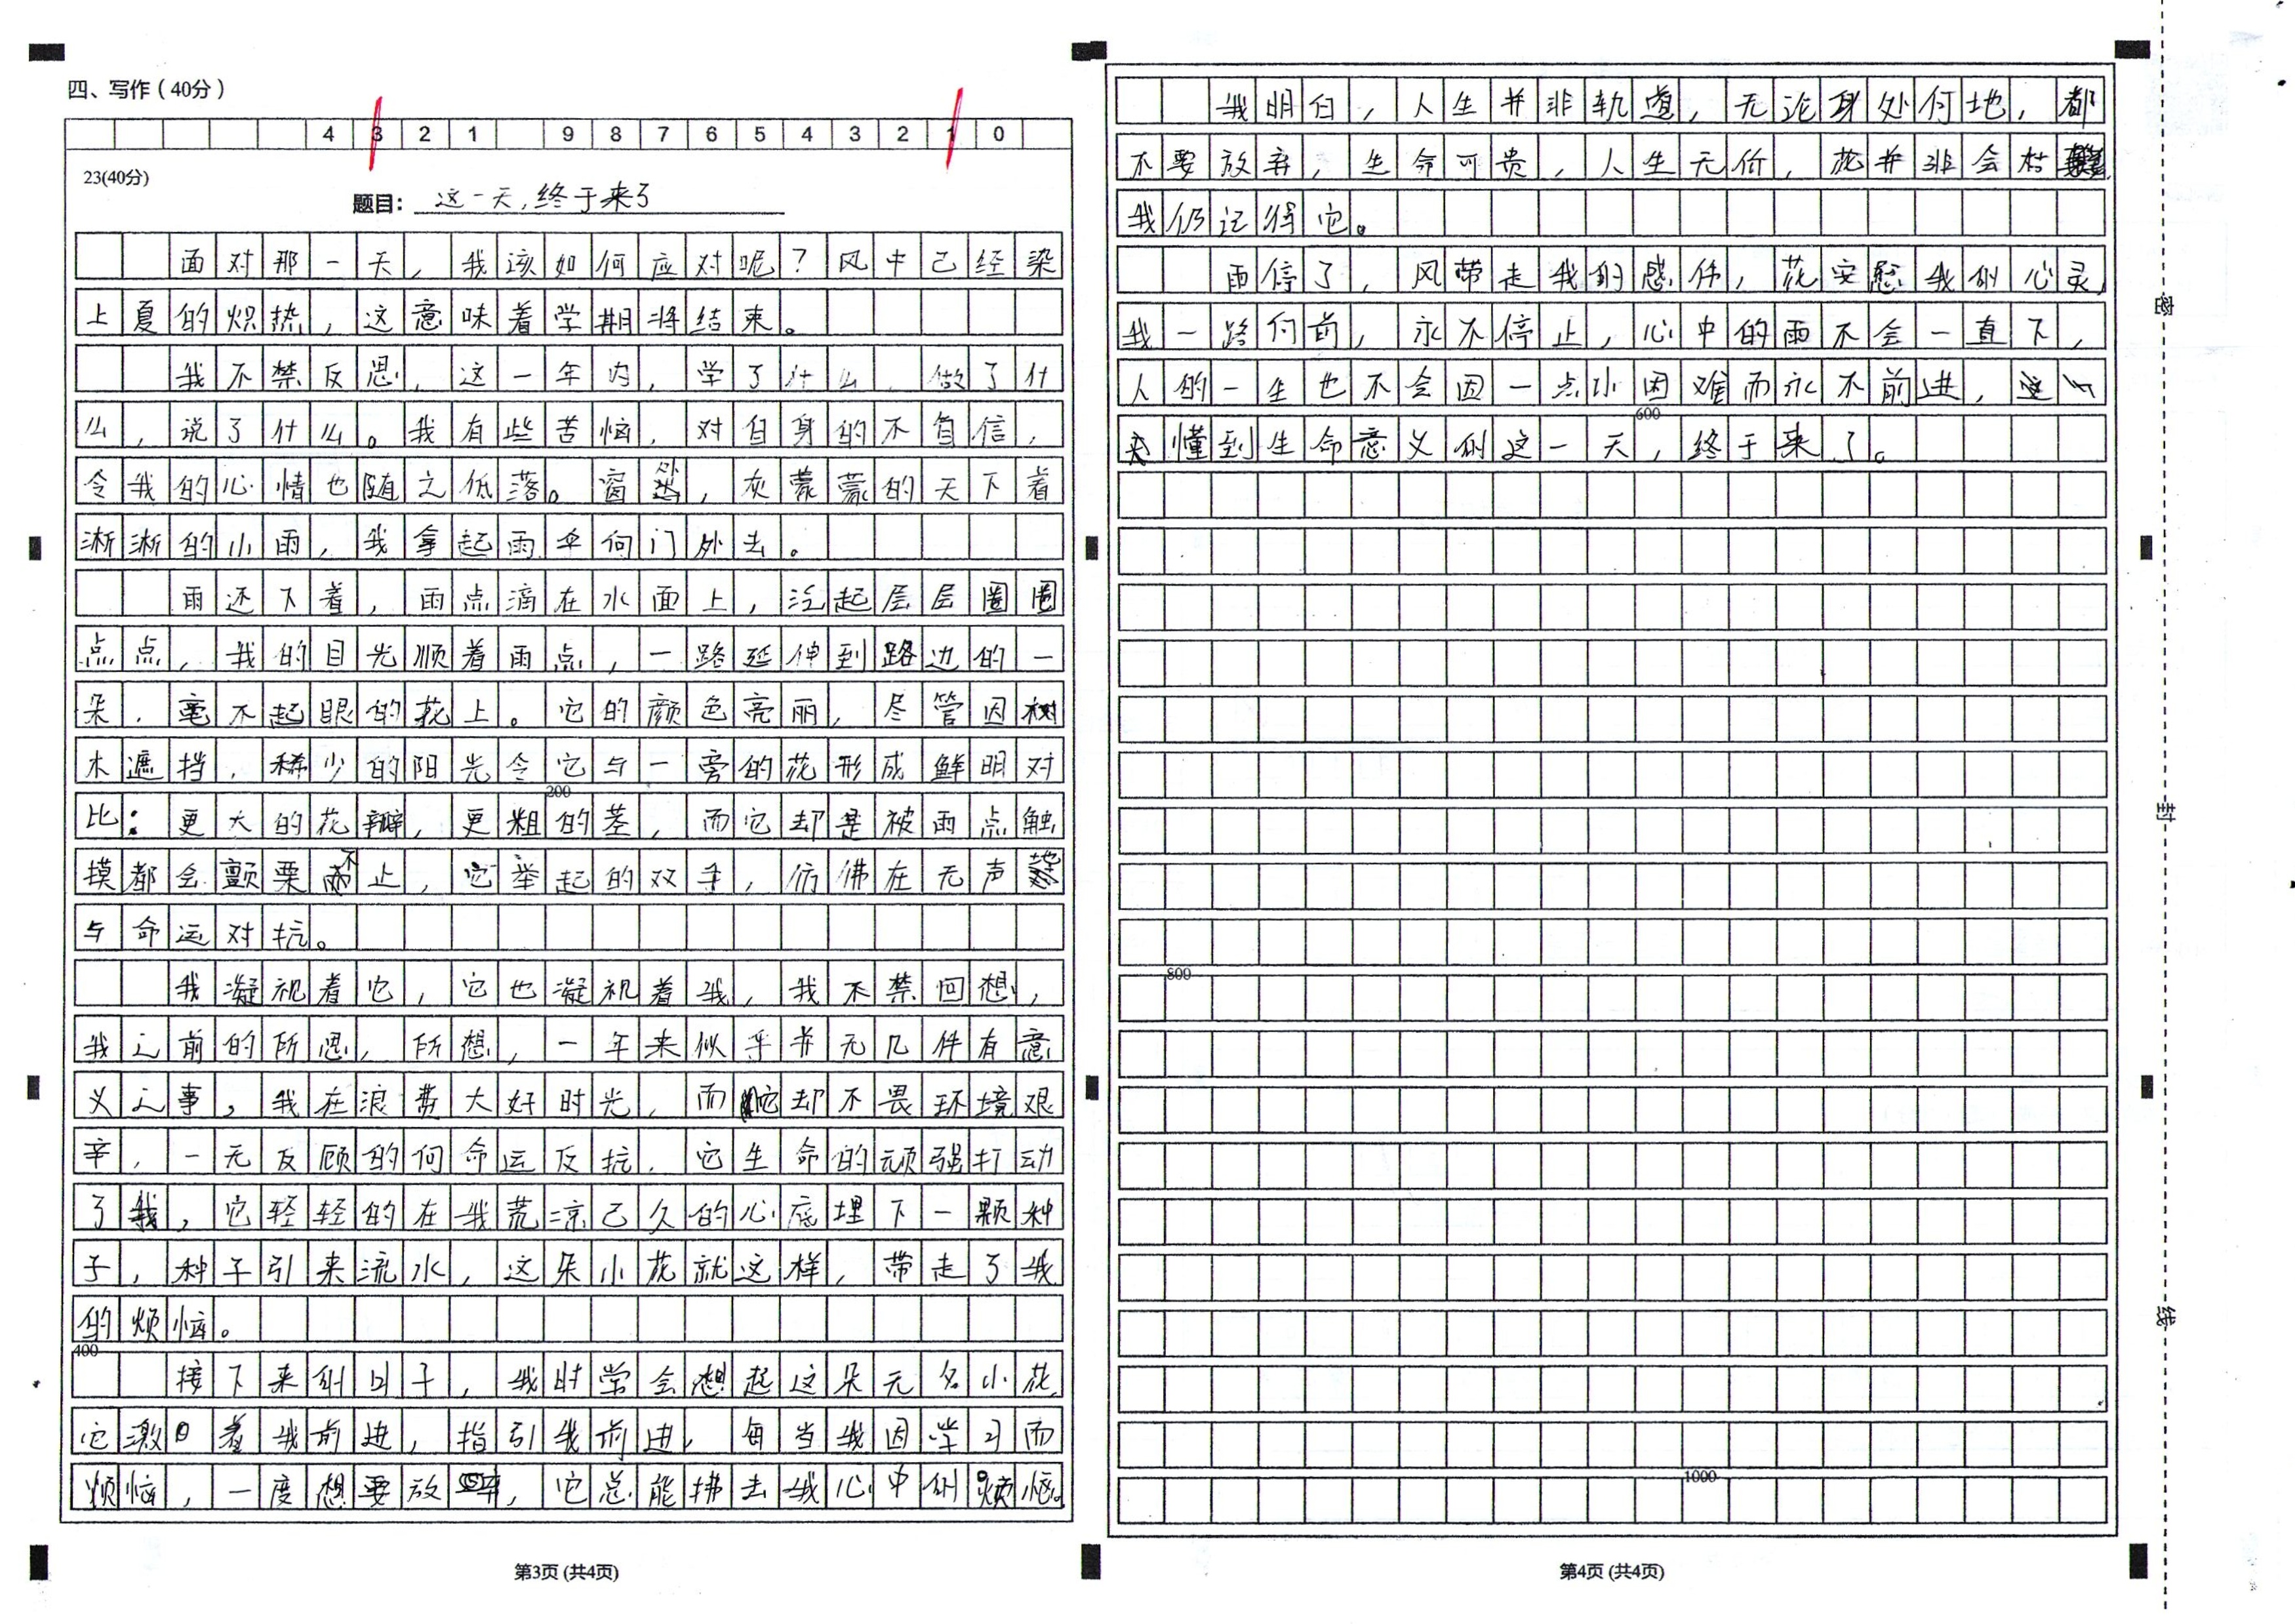 四、写作（40分）
4 3 2 1 9 8 7 6 5 4 3 2 1 0
23(40分)
题目：这一天,终于来了
面对那一天，我该如何应对呢？风中已经染
上夏的炽热，这意味着学期将结束。
我不禁反思，这一年内，学了什么，做了什
么，说了什么。我有些苦恼，对自身的不自信，
令我的心情也随之低落。窗外，灰蒙蒙的天下着
淅淅的小雨，我拿起雨伞向门外去。
雨还下着，雨点滴在水面上，泛起层层圈圈
点点，我的目光顺着雨点，一路延伸到路边的一
朵，毫不起眼的花上。它的颜色亮丽，尽管因树
木遮挡，稀少的阳光令它与一旁的花形成鲜明对
200
比：更大的花瓣，更粗的茎，而它却是被雨点触
摸都会颤栗不止，它举起的双手，仿佛在无声地
与命运对抗。
我凝视着它，它也凝视着我，我不禁回想，
我之前的所思，所想，一年来似乎并无几件有意
义之事，我在浪费大好时光，而它却不畏环境艰
辛，一无反顾的向命运反抗，它生命的顽强打动
了我，它轻轻的在我荒凉已久的心底埋下一颗种
子，种子引来流水，这朵小花就这样，带走了我
的烦恼。
400
接下来的日子，我时常会想起这朵无名小花
它激励着我前进，指引我前进，每当我因学习而
烦恼，一度想要放弃，它总能拂去我心中的烦恼。
第3页 (共4页)
我明白，人生并非轨道，无论身处何地，都
不要放弃，生命可贵，人生无价，花并非会枯
我仍记得它。
雨停了，风带走我的感伤，花安慰我的心灵，
我一路向前，永不停止，心中的雨不会一直下，
人的一生也不会因一点小困难而永不前进，这一
600
天懂到生命意义的这一天，终于来了。
800
1000
第4页 (共4页)
密
封
线